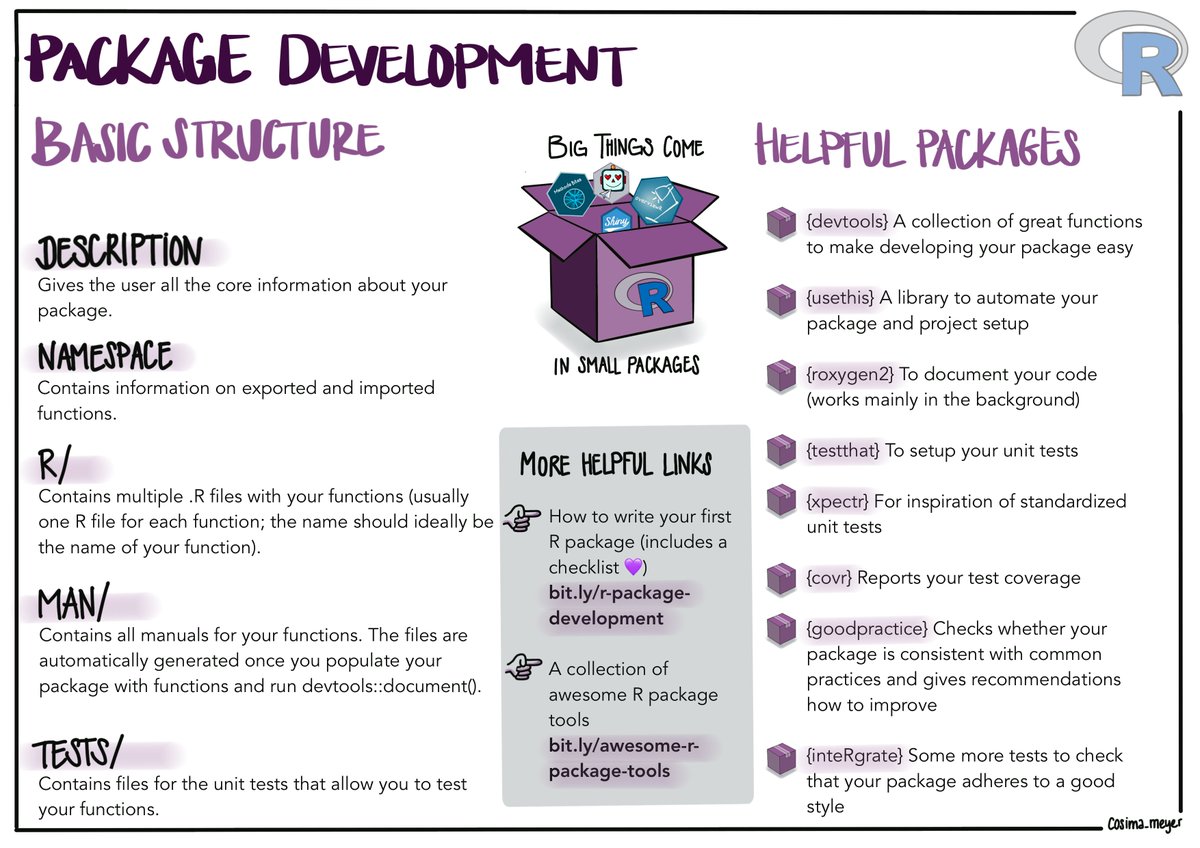 PACKAGE DEVELOPMENT
R
BASIC STRUCTURE
DESCRIPTION
Gives the user all the core information about your
package.
NAMESPACE
Contains information on exported and imported
functions.
R/
Contains multiple .R files with your functions (usually
one R file for each function; the name should ideally be
the name of your function).
MAN/
Contains all manuals for your functions. The files are
automatically generated once you populate your
package with functions and run devtools::document().
TESTS/
Contains files for the unit tests that allow you to test
your functions.
BIG THINGS COME
Methods Bites
overviewR
Shiny
R
IN SMALL PACKAGES
MORE HELPFUL LINKS
How to write your first
R package (includes a
checklist 💜)
bit.ly/r-package-
development
A collection of
awesome R package
tools
bit.ly/awesome-r-
package-tools
HELPFUL PACKAGES
{devtools} A collection of great functions
to make developing your package easy
{usethis} A library to automate your
package and project setup
{roxygen2} To document your code
(works mainly in the background)
{testthat} To setup your unit tests
{xpectr} For inspiration of standardized
unit tests
{covr} Reports your test coverage
{goodpractice} Checks whether your
package is consistent with common
practices and gives recommendations
how to improve
{inteRgrate} Some more tests to check
that your package adheres to a good
style
Cosima_meyer